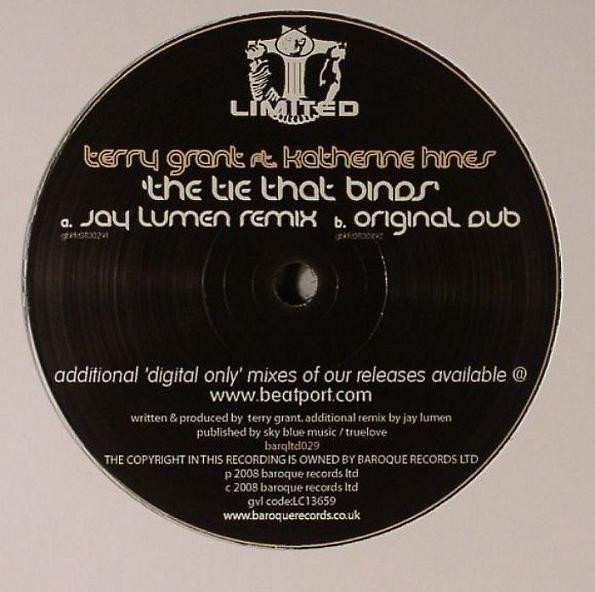 LIMITED
terry grant ft. katherine hines
'the tie that binds'
a. Jay Lumen remix b. original dub
additional 'digital only' mixes of our releases available @
www.beatport.com
written & produced by terry grant. additional remix by jay lumen
published by sky blue music / truelove
barqltd029
THE COPYRIGHT IN THIS RECORDING IS OWNED BY BAROQUE RECORDS LTD
p 2008 baroque records ltd
c 2008 baroque records ltd
gvl code:LC13659
www.baroquerecords.co.uk